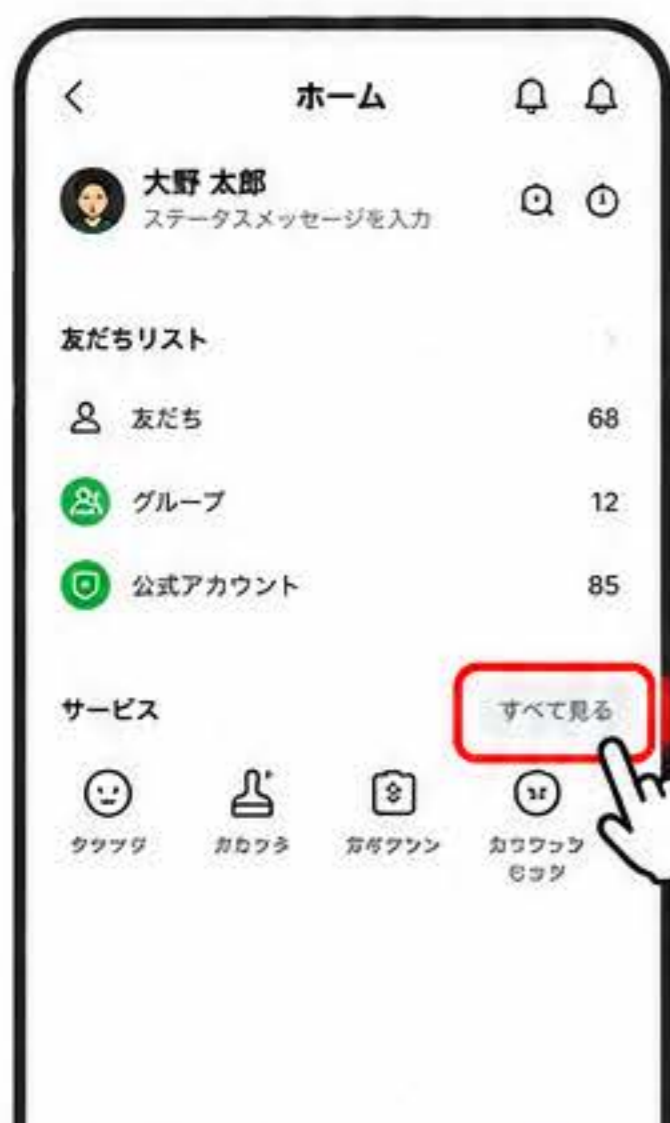 ホーム
大野 太郎
ステータスメッセージを入力
友だちリスト
友だち 68
グループ 12
公式アカウント 85
サービス すべて見る